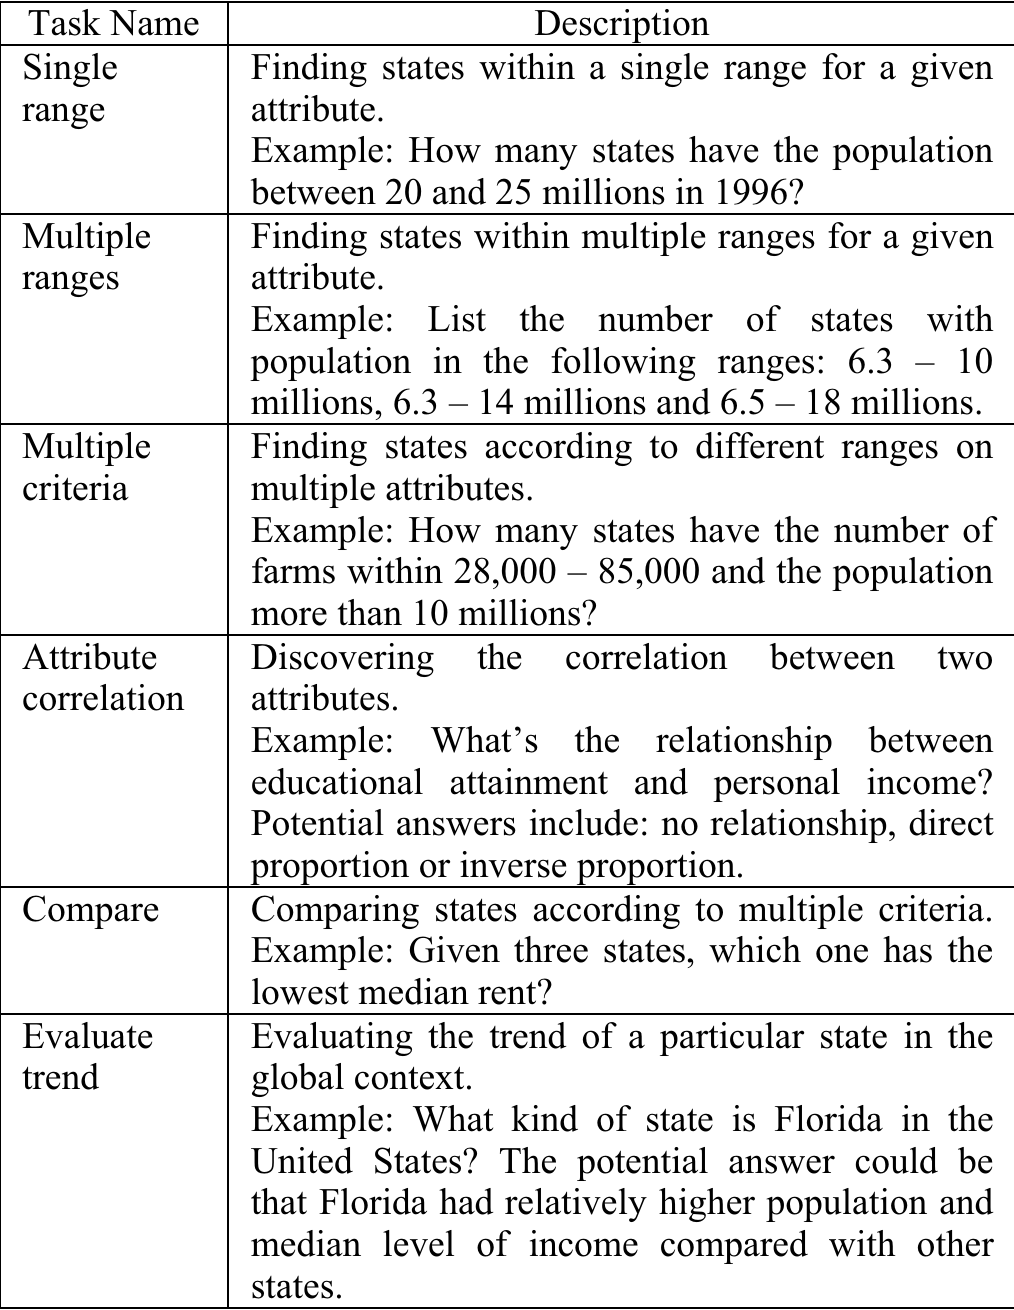 Task Name Description
Single range
Finding states within a single range for a given
attribute.
Example: How many states have the population
between 20 and 25 millions in 1996?
Multiple
ranges
Finding states within multiple ranges for a given
attribute.
Example: List the number of states with
population in the following ranges: 6.3 – 10
millions, 6.3 – 14 millions and 6.5 – 18 millions.
Multiple
criteria
Finding states according to different ranges on
multiple attributes.
Example: How many states have the number of
farms within 28,000 – 85,000 and the population
more than 10 millions?
Attribute
correlation
Discovering the correlation between two
attributes.
Example: What’s the relationship between
educational attainment and personal income?
Potential answers include: no relationship, direct
proportion or inverse proportion.
Compare
Comparing states according to multiple criteria.
Example: Given three states, which one has the
lowest median rent?
Evaluate
trend
Evaluating the trend of a particular state in the
global context.
Example: What kind of state is Florida in the
United States? The potential answer could be
that Florida had relatively higher population and
median level of income compared with other
states.